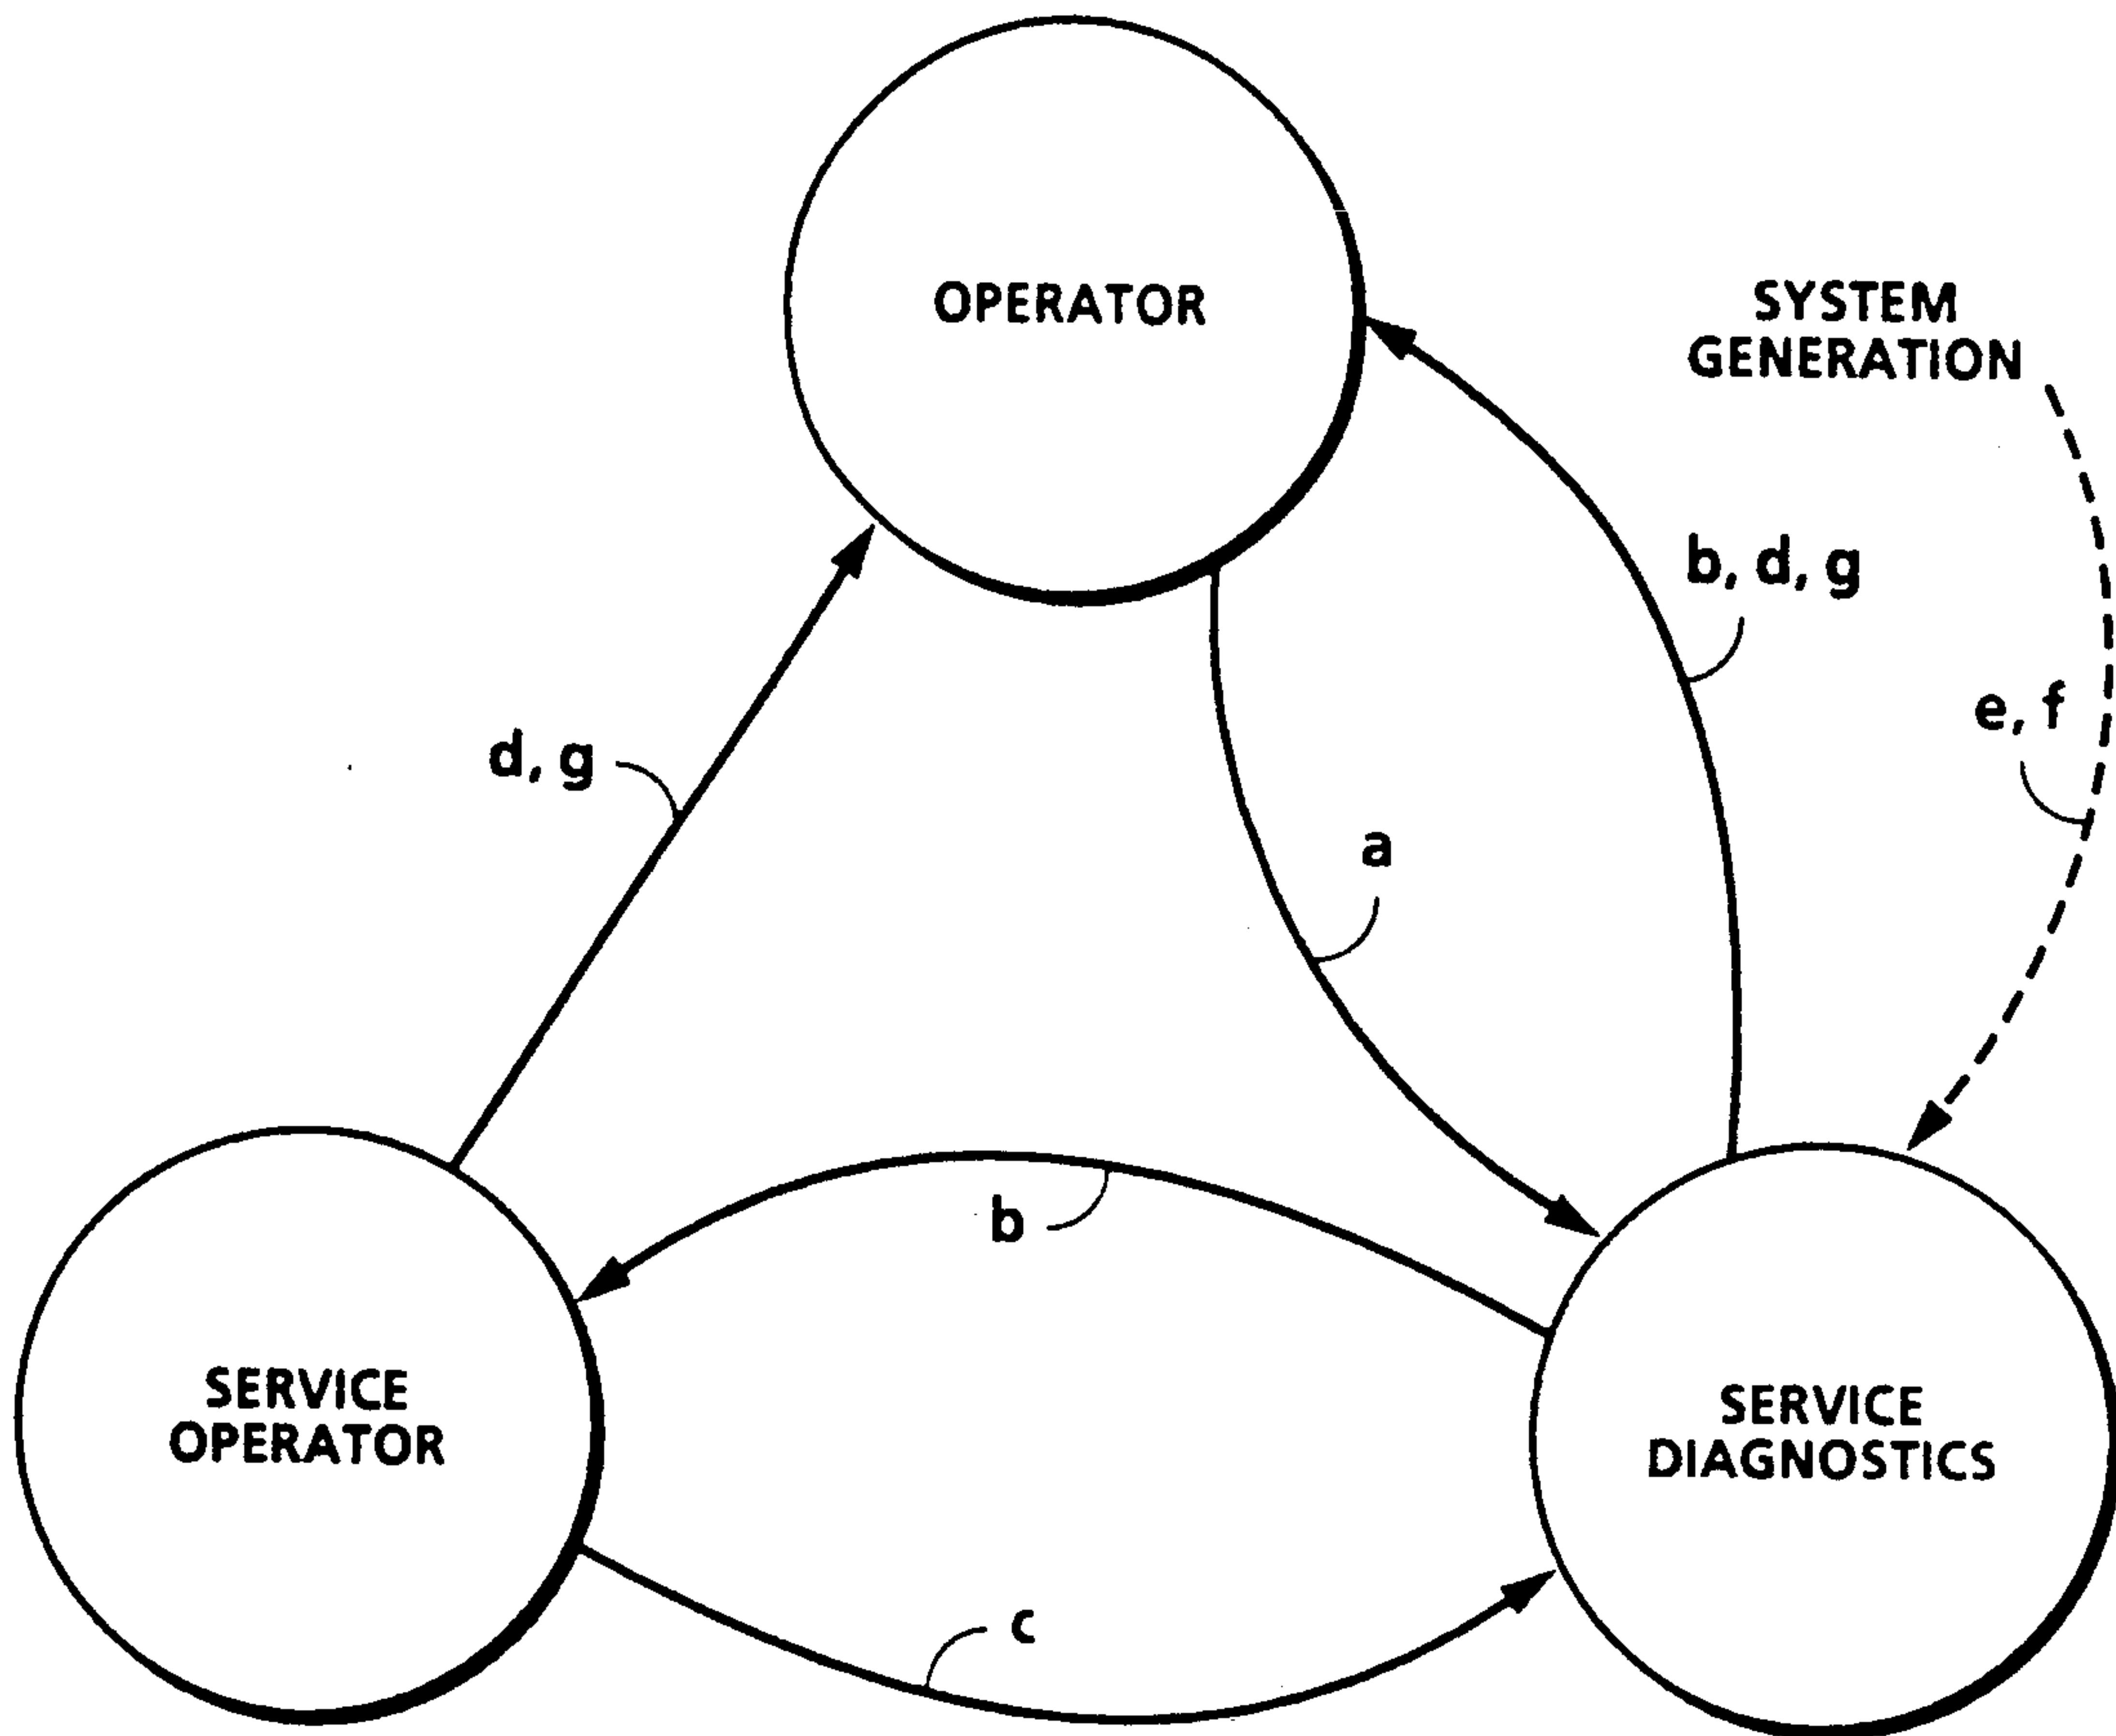 OPERATOR
SYSTEM
GENERATION
b, d, g
e, f
d, g
a
b
SERVICE
OPERATOR
SERVICE
DIAGNOSTICS
c